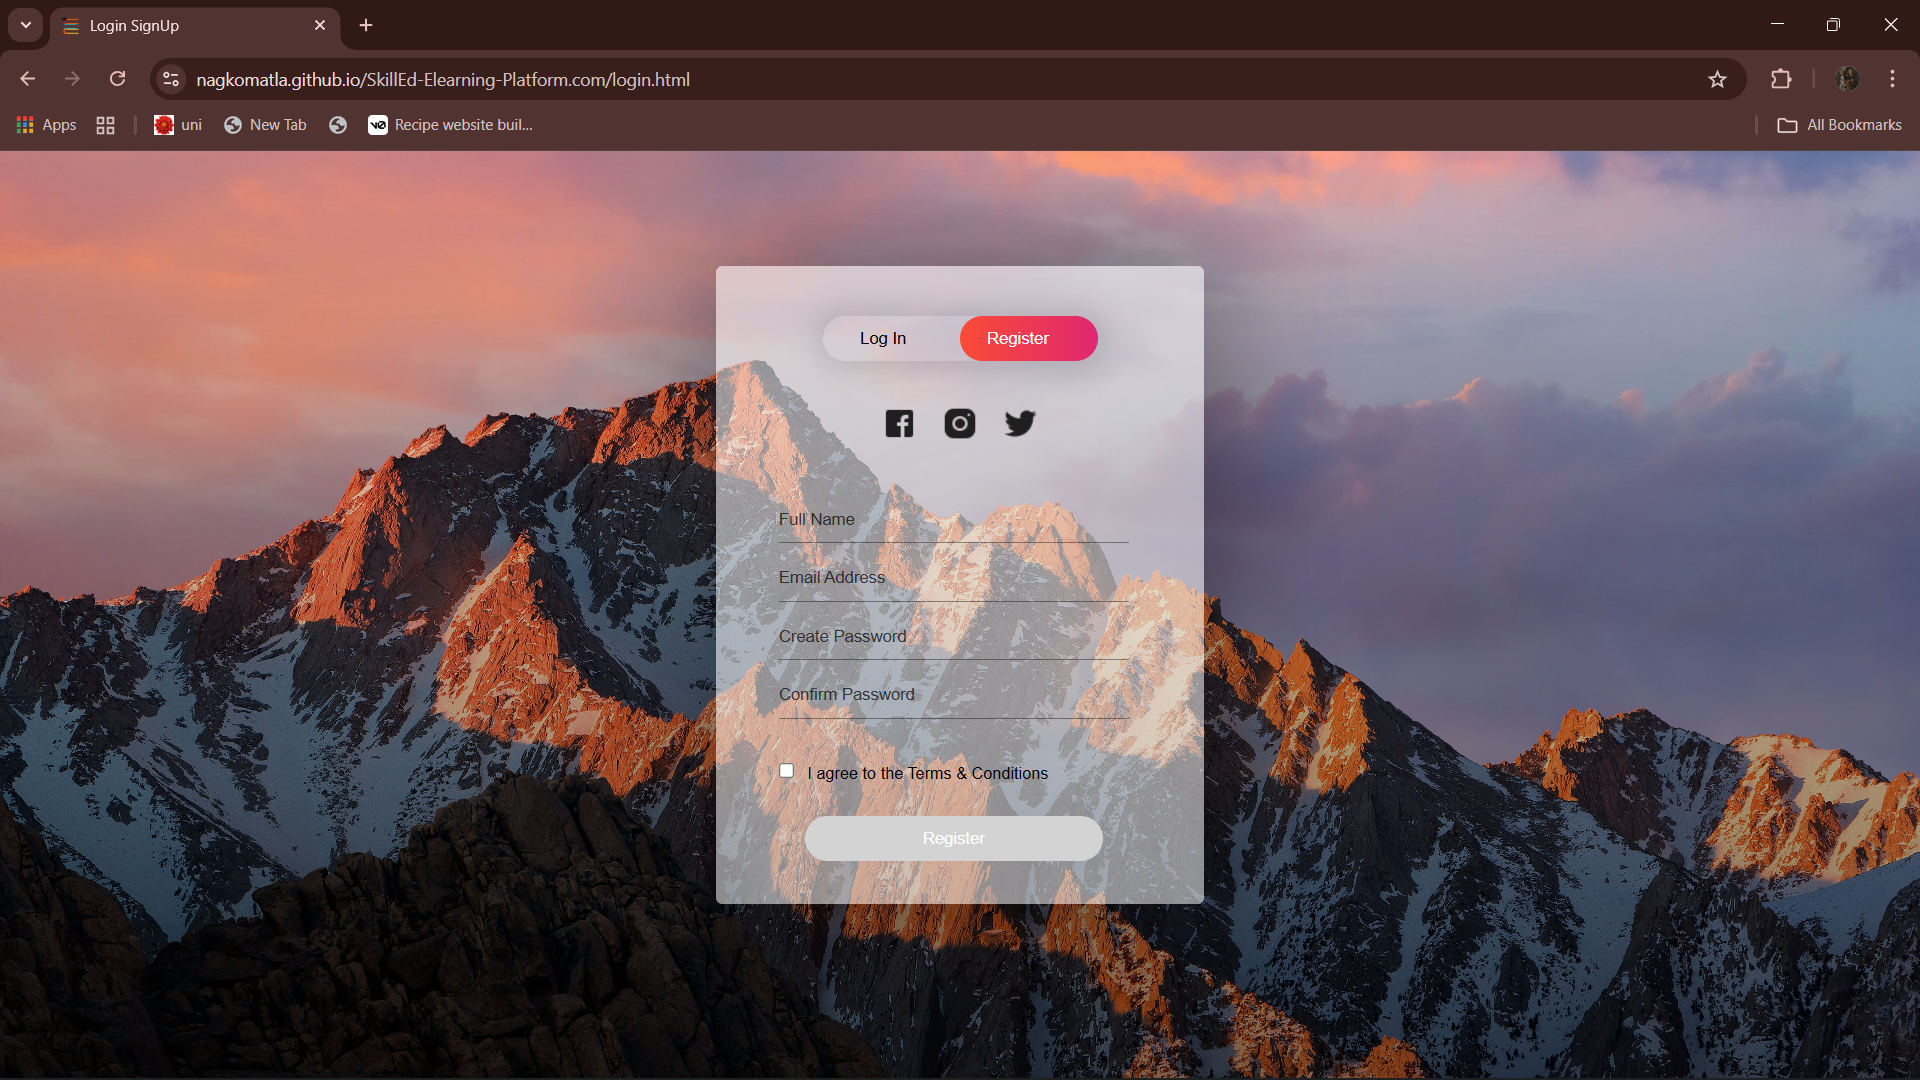 Login SignUp
nagkomatla.github.io/SkillEd-Elearning-Platform.com/login.html
Apps
uni
New Tab
Recipe website buil...
All Bookmarks
Log In
Register
Full Name
Email Address
Create Password
Confirm Password
I agree to the Terms & Conditions
Register